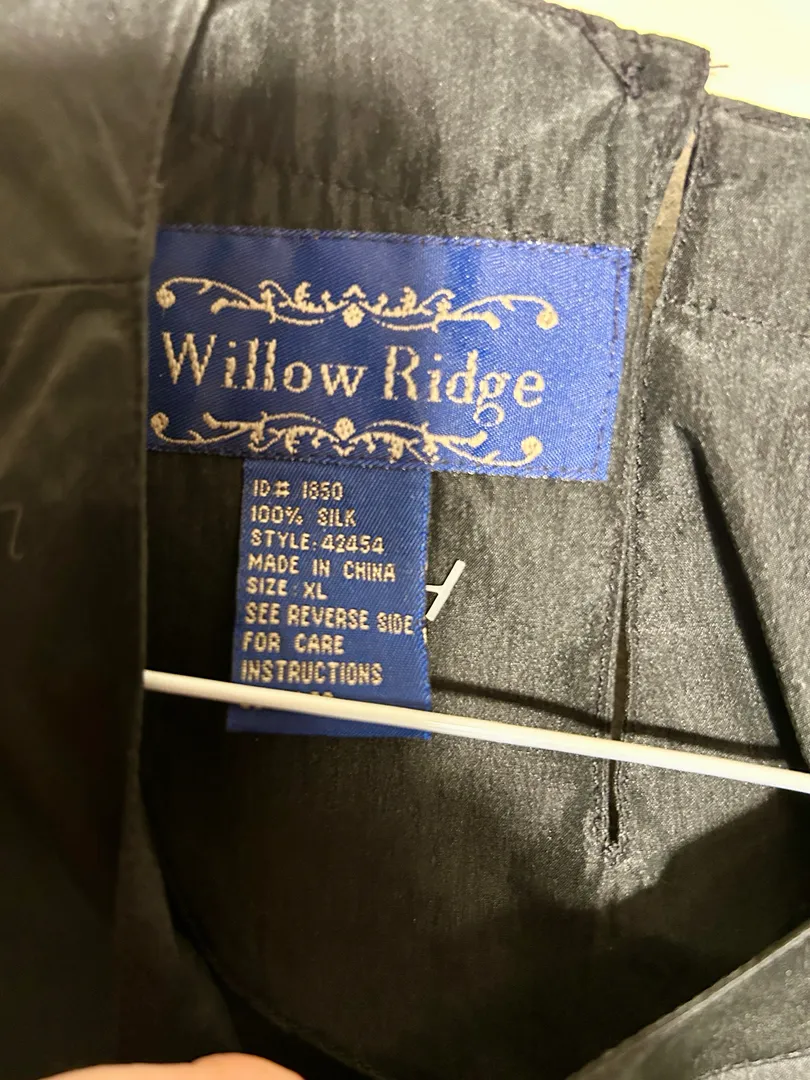 Willow Ridge
ID# 1850
100% SILK
STYLE:42454
MADE IN CHINA
SIZE:XL
SEE REVERSE SIDE
FOR CARE
INSTRUCTIONS